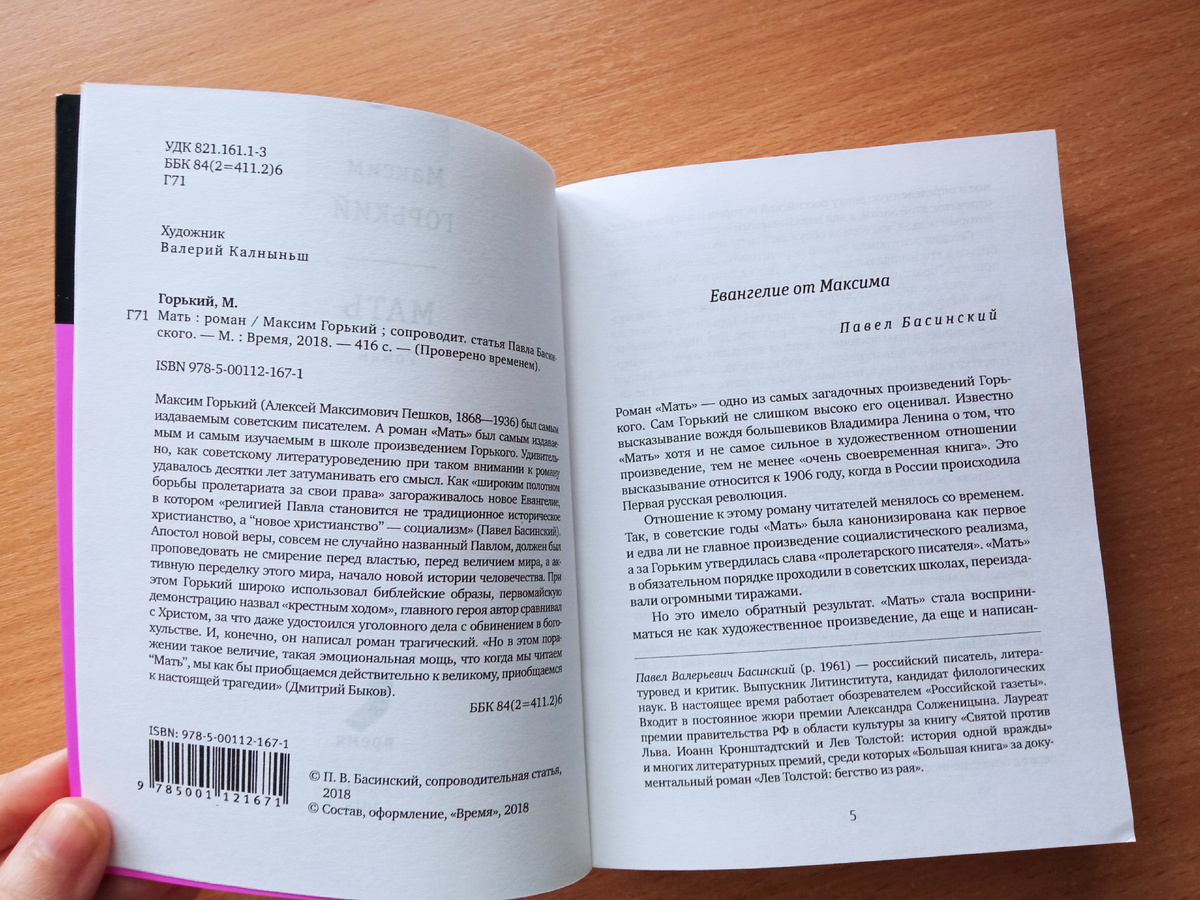 УДК 821.161.1-3
ББК 84(2=411.2)6
Г71
Художник
Валерий Калныньш
Горький, М.
Г71 Мать : роман / Максим Горький ; сопроводит. статья Павла Басин-
ского. — М. : Время, 2018. — 416 с. — (Проверено временем).
ISBN 978-5-00112-167-1
Максим Горький (Алексей Максимович Пешков, 1868—1936) был самым
издаваемым советским писателем. А роман «Мать» был самым издавае-
мым и самым изучаемым в школе произведением Горького. Удивитель-
но, как советскому литературоведению при таком внимании к роману
удавалось десятки лет затуманивать его смысл. Как «широким полотном
борьбы пролетариата за свои права» загораживалось новое Евангелие,
в котором «религией Павла становится не традиционное историческое
христианство, а “новое христианство” — социализм» (Павел Басинский).
Апостол новой веры, совсем не случайно названный Павлом, должен был
проповедовать не смирение перед властью, перед величием мира, а ак-
тивную переделку этого мира, начало новой истории человечества. При
этом Горький широко использовал библейские образы, первомайскую
демонстрацию назвал «крестным ходом», главного героя автор сравнивал
с Христом, за что даже удостоился уголовного дела с обвинением в бого-
хульстве. И, конечно, он написал роман трагический. «Но в этом пора-
жении такое величие, такая эмоциональная мощь, что когда мы читаем
“Мать”, мы как бы приобщаемся действительно к великому, приобщаемся
к настоящей трагедии» (Дмитрий Быков).
ББК 84(2=411.2)6
ISBN: 978-5-00112-167-1
9 785001 121671
© П. В. Басинский, сопроводительная статья,
2018
© Состав, оформление, «Время», 2018
Евангелие от Максима
Павел Басинский
Роман «Мать» — одно из самых загадочных произведений Горь-
кого. Сам Горький не слишком высоко его оценивал. Известно
высказывание вождя большевиков Владимира Ленина о том, что
«Мать» хотя и не самое сильное в художественном отношении
произведение, тем не менее «очень своевременная книга». Это
высказывание относится к 1906 году, когда в России происходила
Первая русская революция.
Отношение к этому роману читателей менялось со временем.
Так, в советские годы «Мать» была канонизирована как первое
и едва ли не главное произведение социалистического реализма,
а за Горьким утвердилась слава «пролетарского писателя». «Мать»
в обязательном порядке проходили в советских школах, переизда-
вали огромными тиражами.
Но это имело обратный результат. «Мать» стала восприни-
маться не как художественное произведение, да еще и написан-
Павел Валерьевич Басинский (р. 1961) — российский писатель, литера-
туровед и критик. Выпускник Литинститута, кандидат филологических
наук. В настоящее время работает обозревателем «Российской газеты».
Входит в постоянное жюри премии Александра Солженицына. Лауреат
премии правительства РФ в области культуры за книгу «Святой против
Льва. Иоанн Кронштадтский и Лев Толстой: история одной вражды»
и многих литературных премий, среди которых «Большая книга» за доку-
ментальный роман «Лев Толстой: бегство из рая».
5